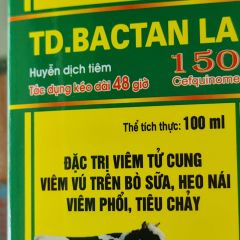 TD.BACTAN LA
Huyễn dịch tiêm 150
Tác dụng kéo dài 48 giờ Cefquinome
Thể tích thực: 100 ml
ĐẶC TRỊ VIÊM TỬ CUNG
VIÊM VÚ TRÊN BÒ SỮA, HEO NÁI
VIÊM PHỔI, TIÊU CHẢY